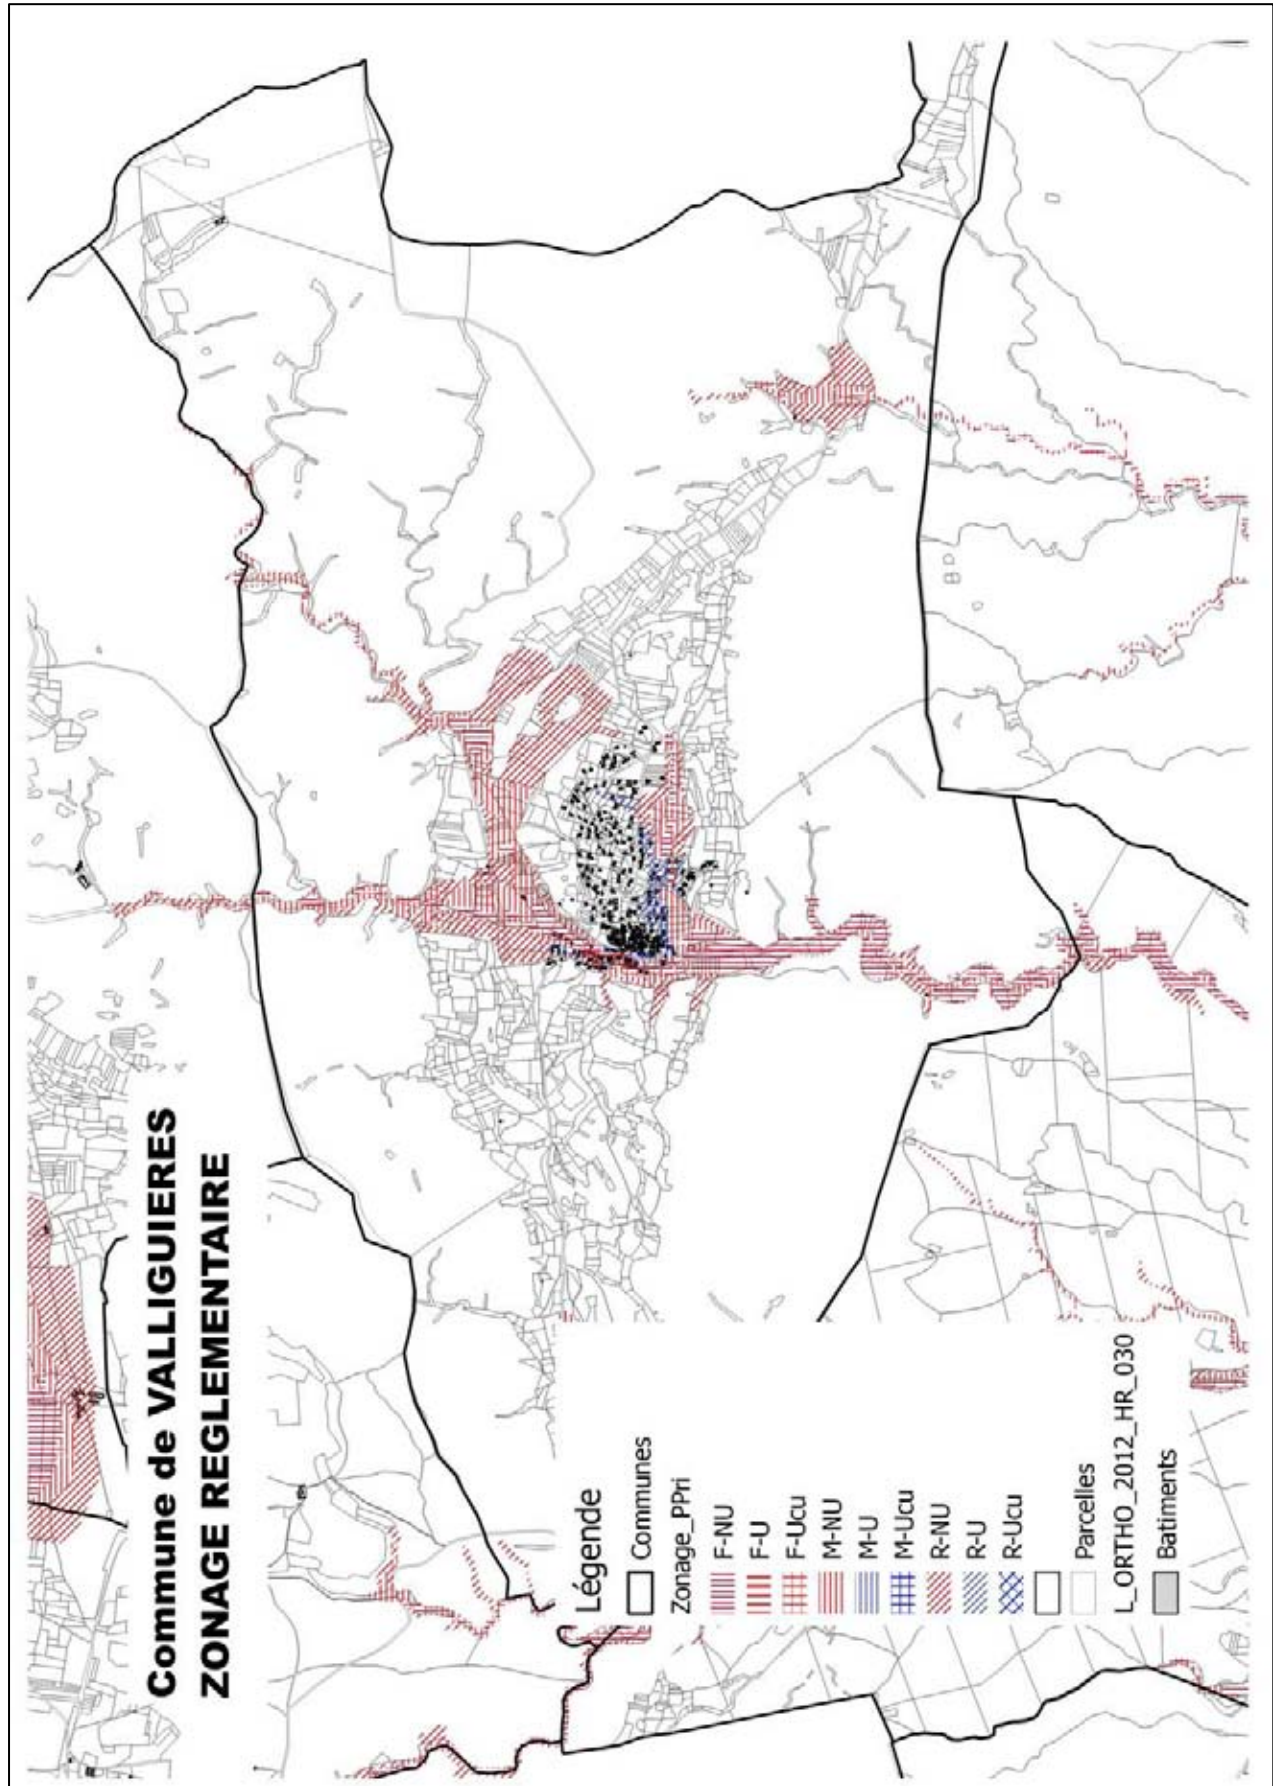 Commune de VALLIGUIERES
ZONAGE REGLEMENTAIRE
Légende
Communes
Zonage_PPri
F-NU
F-U
F-Ucu
M-NU
M-U
M-Ucu
R-NU
R-U
R-Ucu
Parcelles
L_ORTHO_2012_HR_030
Batiments